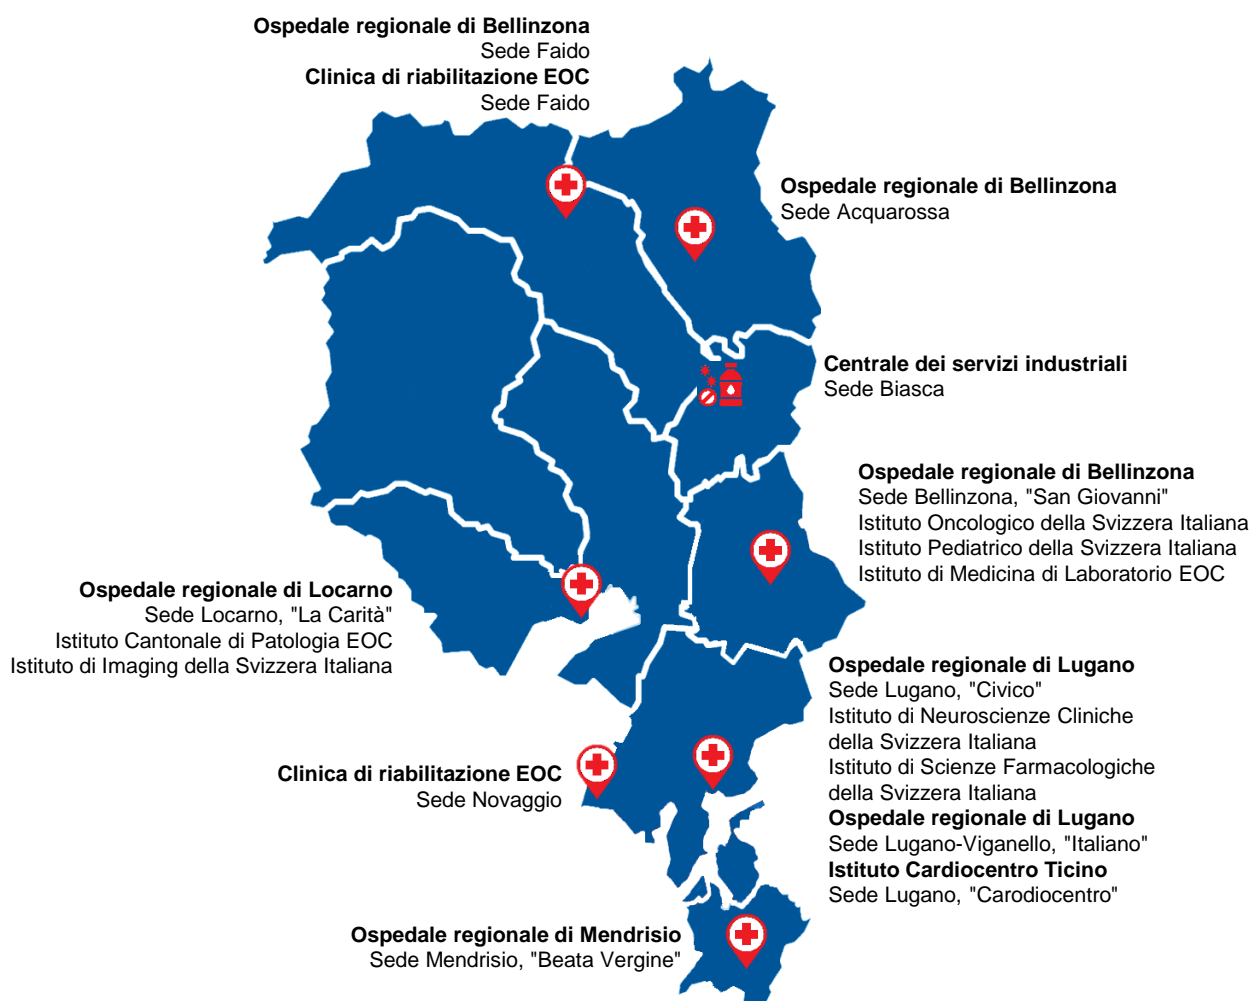 Ospedale regionale di Bellinzona
Sede Faido
Clinica di riabilitazione EOC
Sede Faido
Ospedale regionale di Bellinzona
Sede Acquarossa
Centrale dei servizi industriali
Sede Biasca
Ospedale regionale di Bellinzona
Sede Bellinzona, "San Giovanni"
Istituto Oncologico della Svizzera Italiana
Istituto Pediatrico della Svizzera Italiana
Istituto di Medicina di Laboratorio EOC
Ospedale regionale di Locarno
Sede Locarno, "La Carità"
Istituto Cantonale di Patologia EOC
Istituto di Imaging della Svizzera Italiana
Ospedale regionale di Lugano
Sede Lugano, "Civico"
Istituto di Neuroscienze Cliniche
della Svizzera Italiana
Istituto di Scienze Farmacologiche
della Svizzera Italiana
Ospedale regionale di Lugano
Sede Lugano-Viganello, "Italiano"
Istituto Cardiocentro Ticino
Sede Lugano, "Carodiocentro"
Clinica di riabilitazione EOC
Sede Novaggio
Ospedale regionale di Mendrisio
Sede Mendrisio, "Beata Vergine"